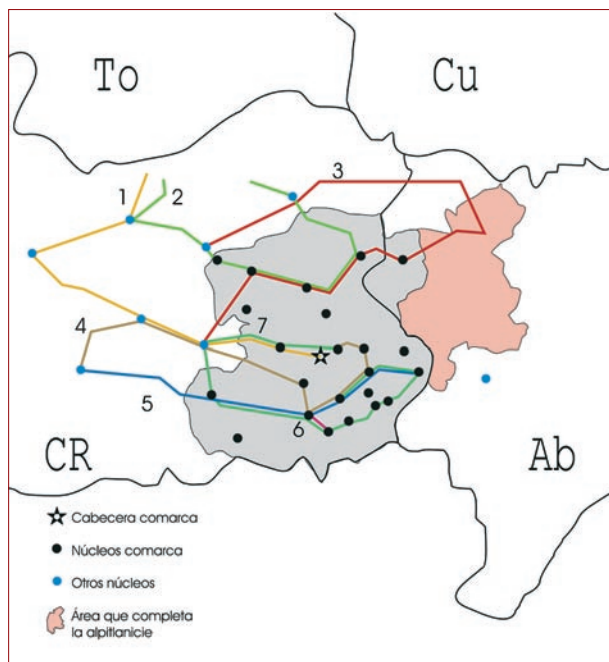 To
Cu
1
2
3
4
7
5
6
CR
Ab
Cabecera comarca
Núcleos comarca
Otros núcleos
Área que completa
la alpitlanicie